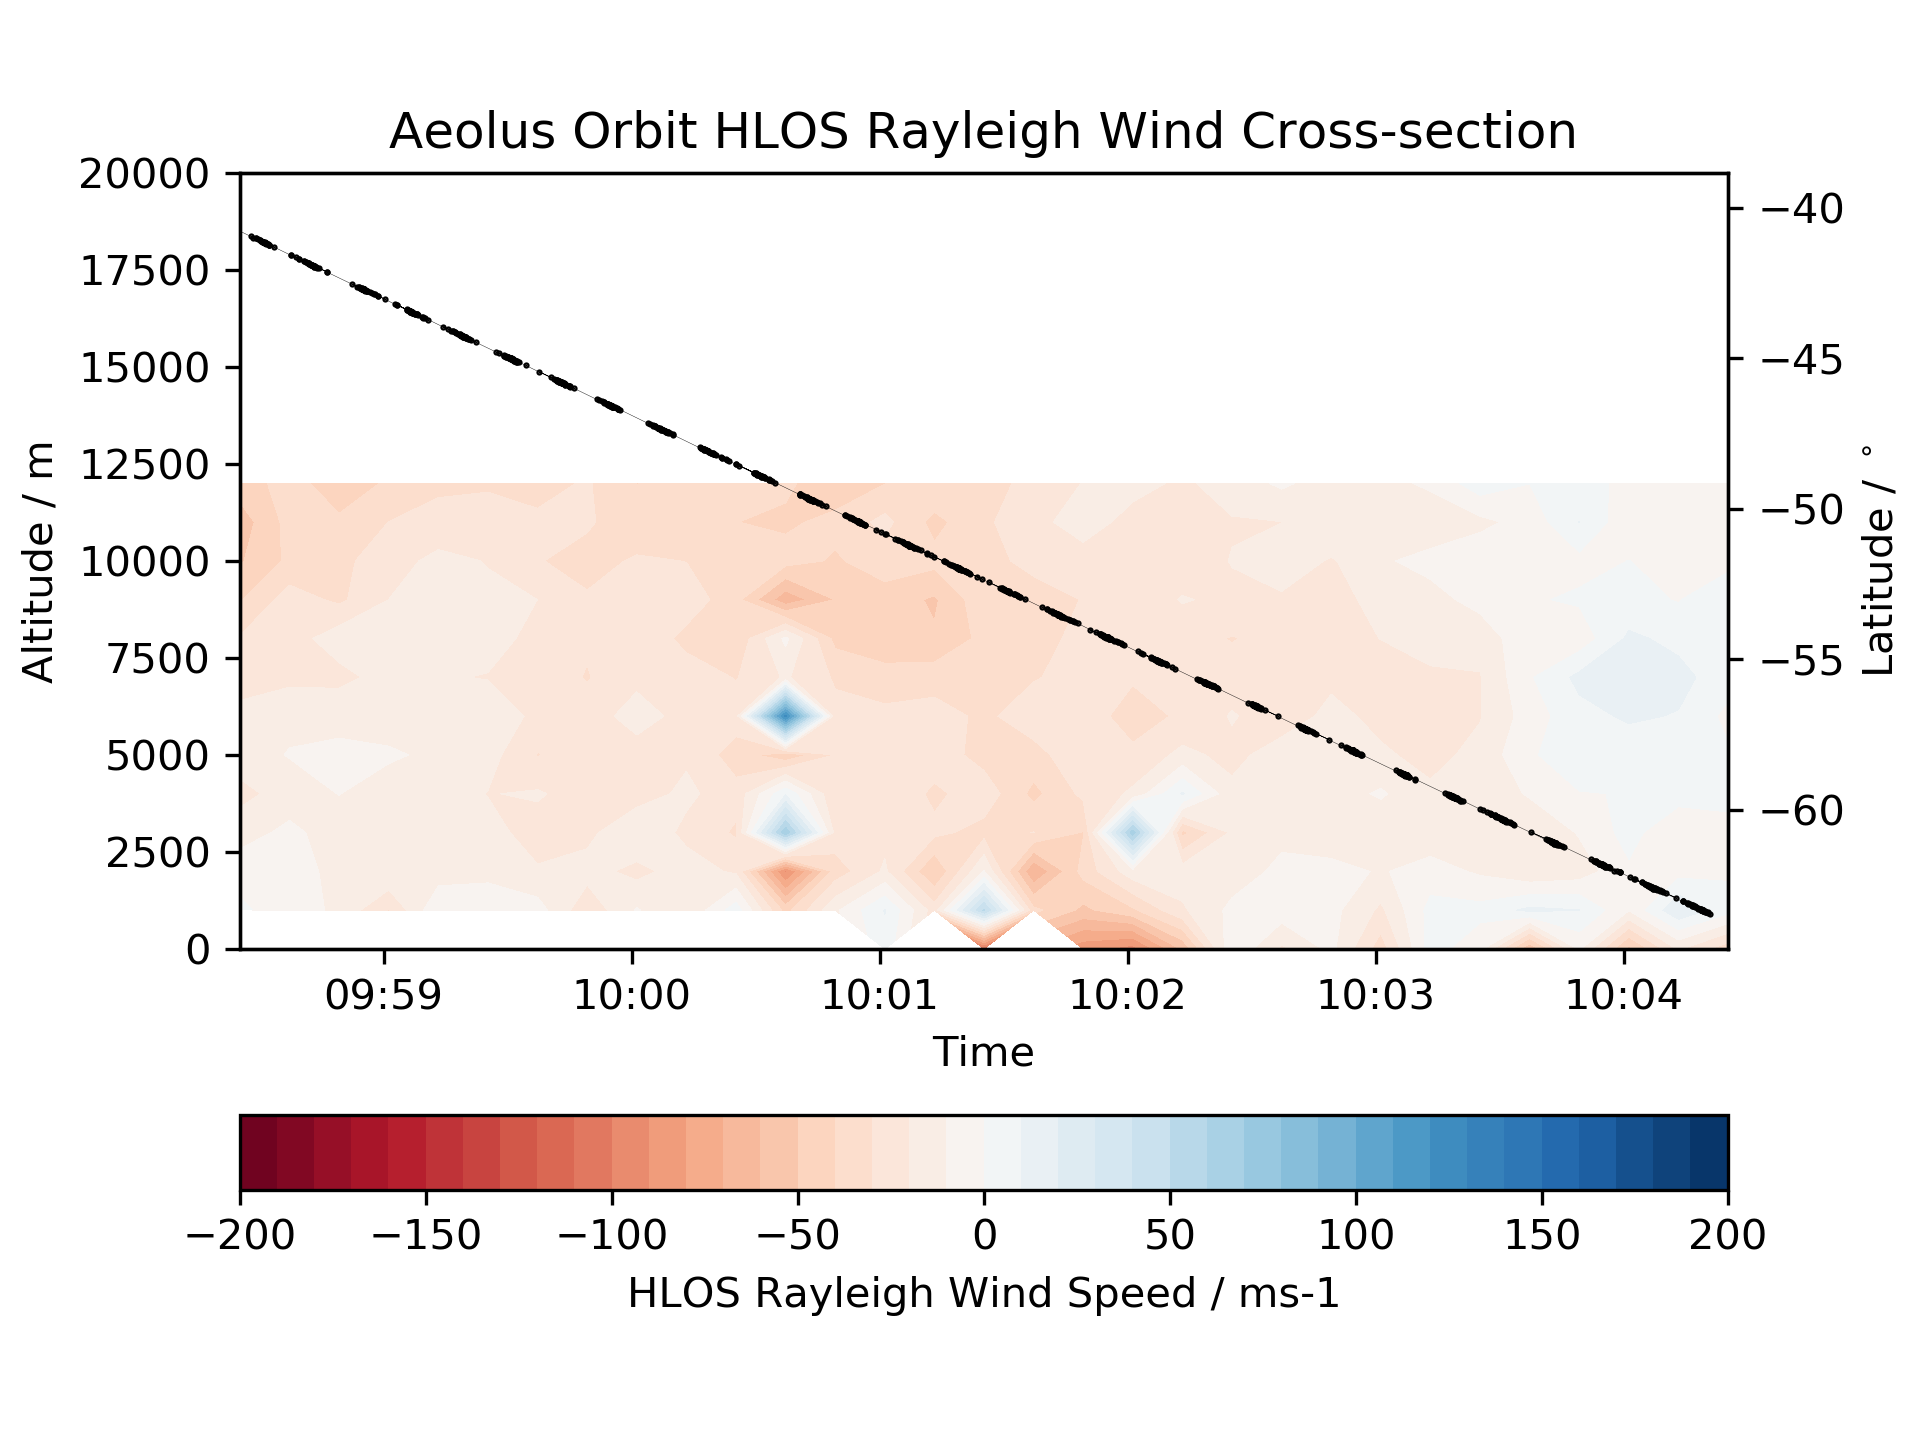 Aeolus Orbit HLOS Rayleigh Wind Cross-section
20000
17500
15000
12500
10000
7500
5000
2500
0
Altitude / m
−40
−45
−50
−55
−60
Latitude / °
09:59 10:00 10:01 10:02 10:03 10:04
Time
−200 −150 −100 −50 0 50 100 150 200
HLOS Rayleigh Wind Speed / ms-1